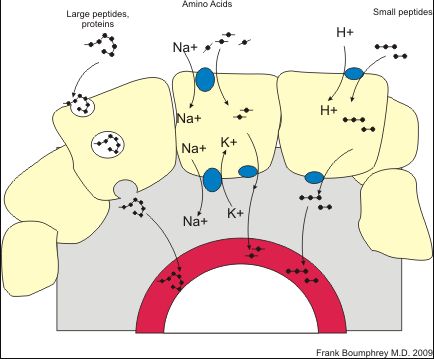 Amino Acids
Large peptides,
proteins
Small peptides
Na+
H+
Na+
H+
Na+
K+
Na+
K+
Frank Boumphrey M.D. 2009